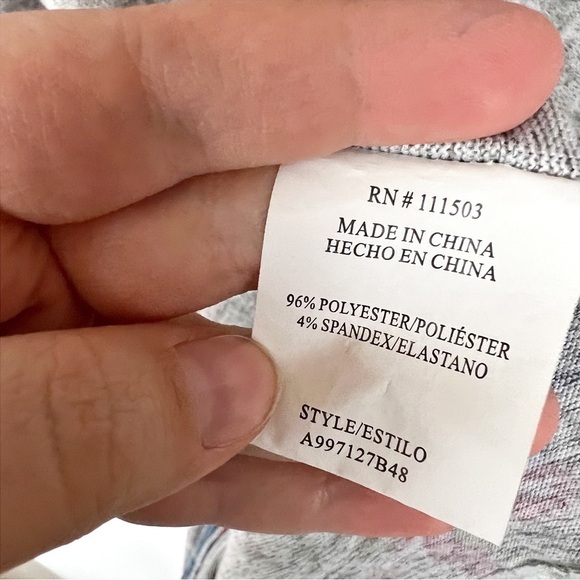 RN # 111503
MADE IN CHINA
HECHO EN CHINA
96% POLYESTER/POLIÉSTER
4% SPANDEX/ELASTANO
STYLE/ESTILO
A997127B48